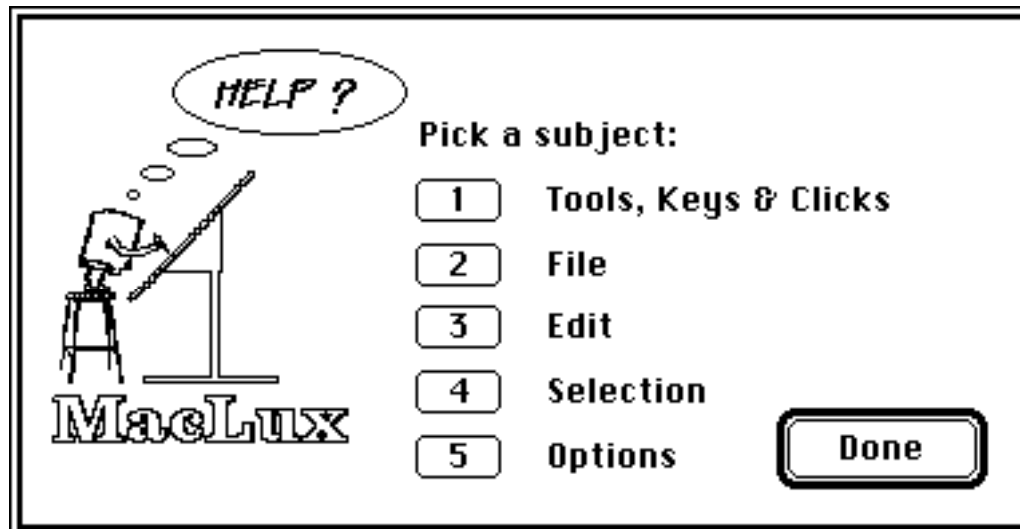 HELP ?
Pick a subject:
1 Tools, Keys & Clicks
2 File
3 Edit
4 Selection
5 Options
MacLux
Done